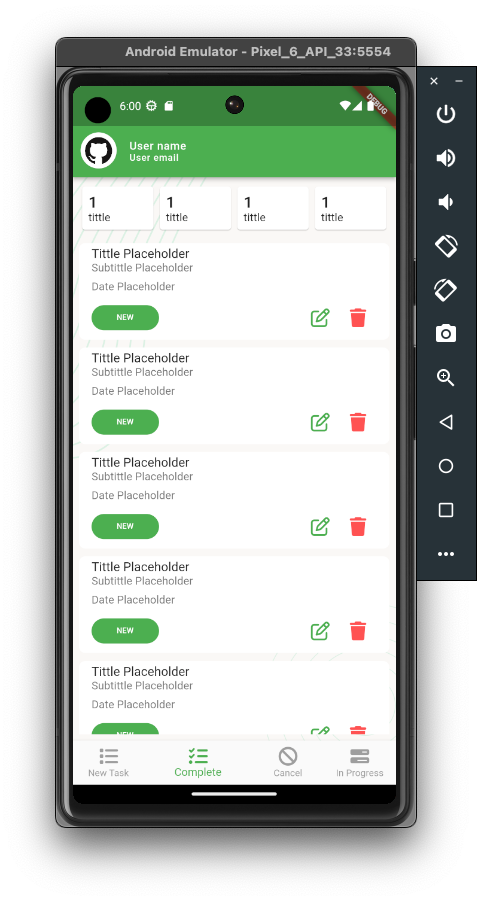 Android Emulator - Pixel_6_API_33:5554
6:00
DEBUG
User name
User email
1 1 1 1
tittle tittle tittle tittle
Tittle Placeholder
Subtittle Placeholder
Date Placeholder
NEW
Tittle Placeholder
Subtittle Placeholder
Date Placeholder
NEW
Tittle Placeholder
Subtittle Placeholder
Date Placeholder
NEW
Tittle Placeholder
Subtittle Placeholder
Date Placeholder
NEW
Tittle Placeholder
Subtittle Placeholder
Date Placeholder
NEW
New Task Complete Cancel In Progress